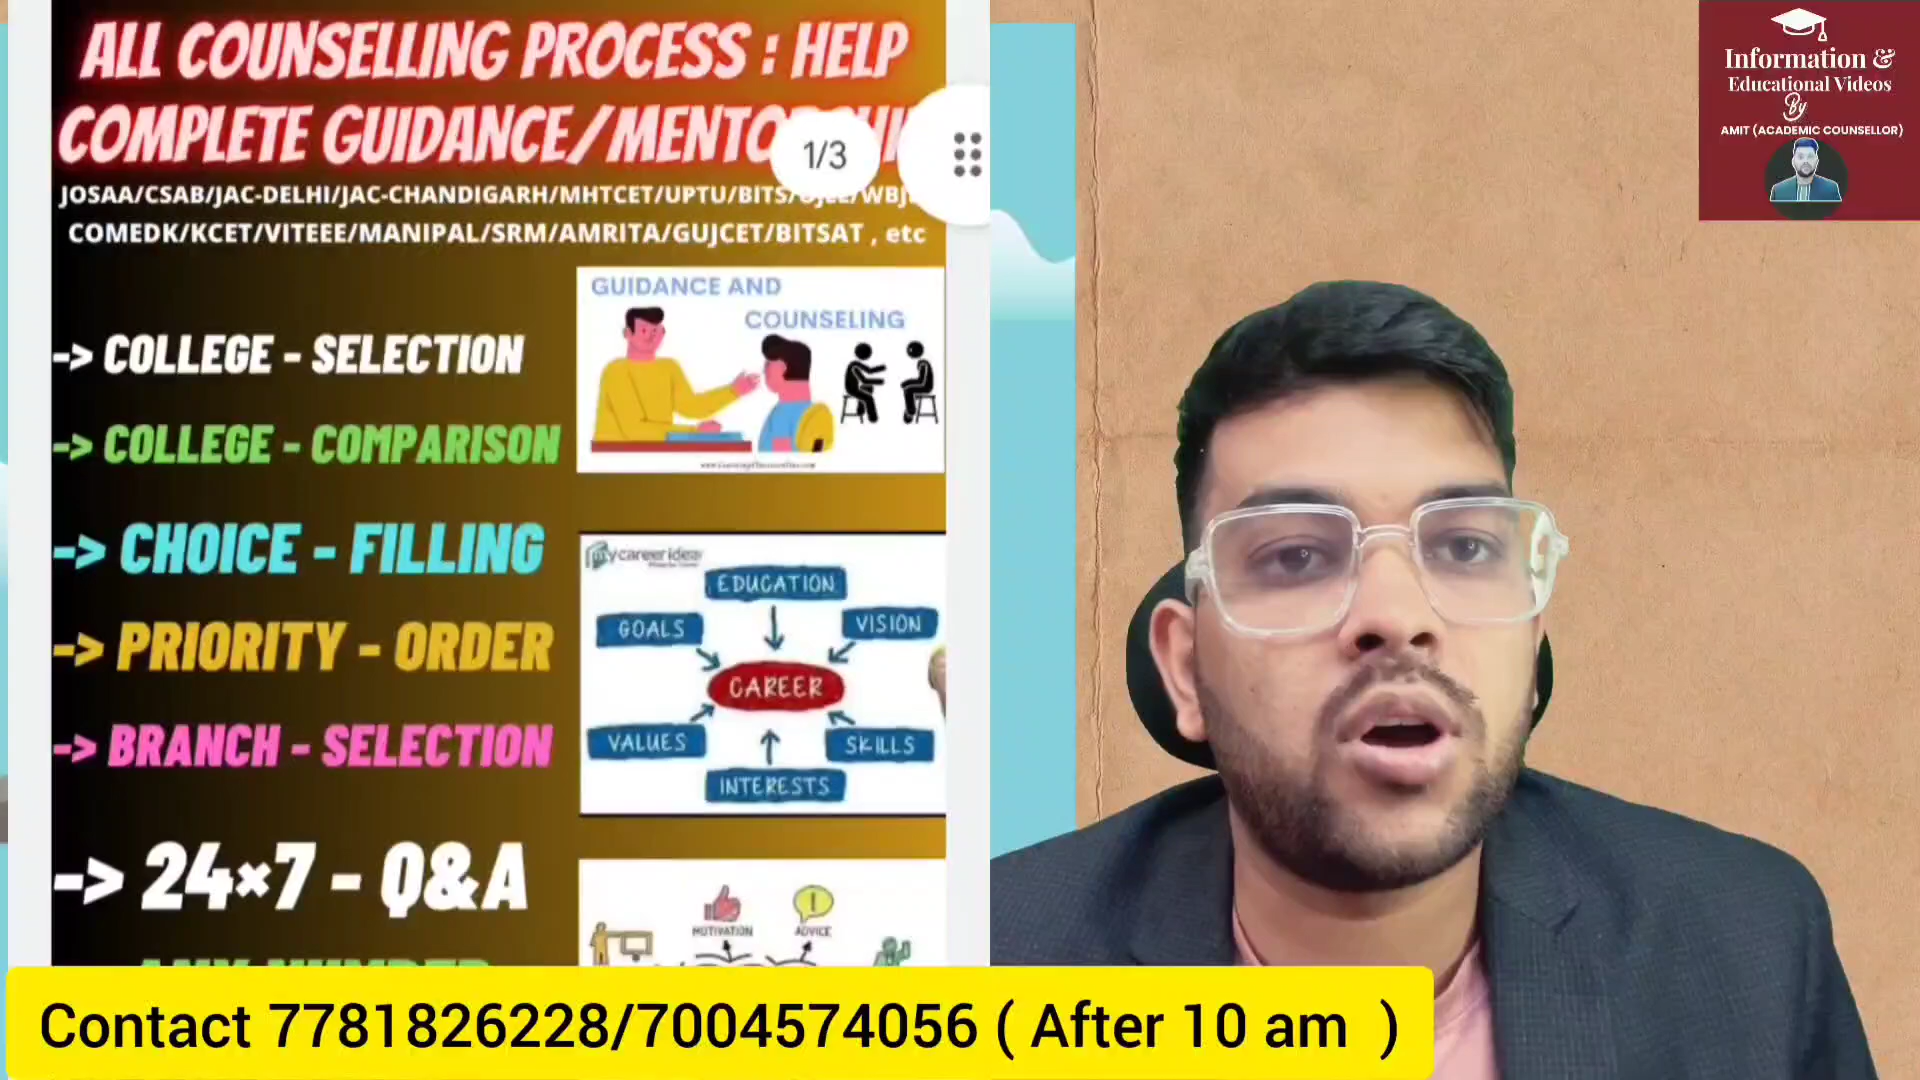 ALL COUNSELLING PROCESS : HELP
COMPLETE GUIDANCE/
1/3
JOSAA/CSAB/JAC-DELHI/JAC-CHANDIGARH/MHTCET/UPTU/BITS/
COMEDK/KCET/VITEEE/MANIPAL/SRM/AMRITA/GUJCET/BITSAT , etc
GUIDANCE AND
COUNSELING
-> COLLEGE - SELECTION
-> COLLEGE - COMPARISON
-> CHOICE - FILLING
-> PRIORITY - ORDER
-> BRANCH - SELECTION
-> 24×7 - Q&A
EDUCATION
GOALS
VISION
CAREER
VALUES
SKILLS
INTERESTS
MOTIVATION
ADVICE
Contact 7781826228/7004574056 ( After 10 am )
Information &
Educational Videos
By
AMIT (ACADEMIC COUNSELLOR)